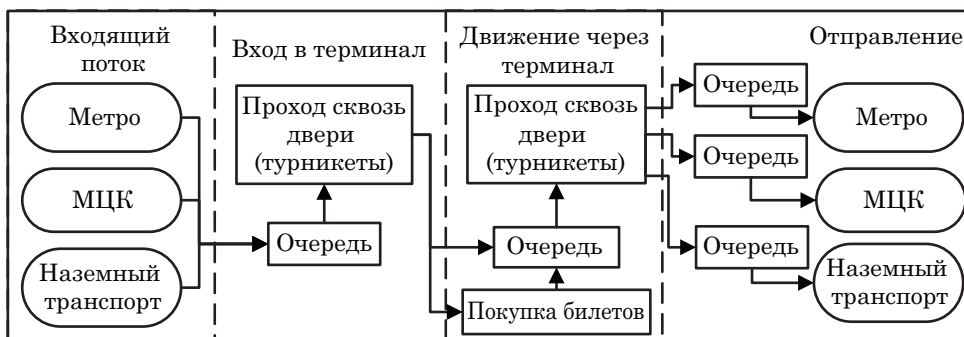 Входящий
поток
Метро
МЦК
Наземный
транспорт
Вход в терминал
Проход сквозь
двери
(турникеты)
Очередь
Движение через
терминал
Проход сквозь
двери
(турникеты)
Очередь
Покупка билетов
Отправление
Очередь
Метро
Очередь
МЦК
Очередь
Наземный
транспорт